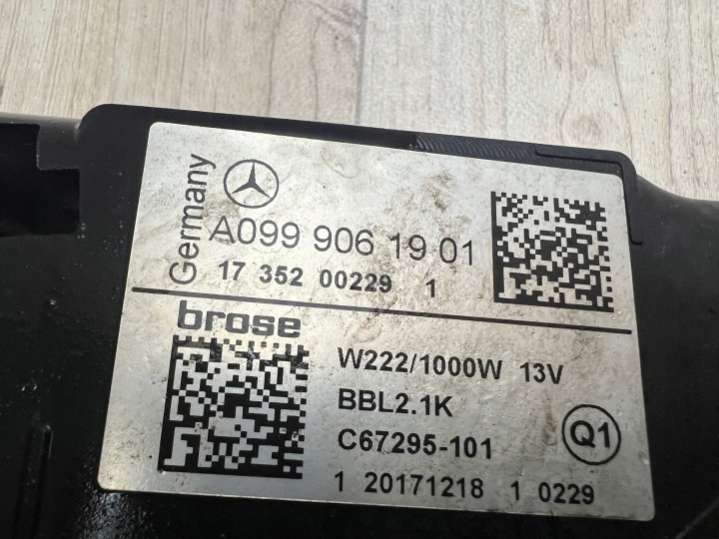 Germany
A099 906 19 01
17 352 00229 1
brose
W222/1000W 13V
BBL2.1K
C67295-101
Q1
1 20171218 1 0229